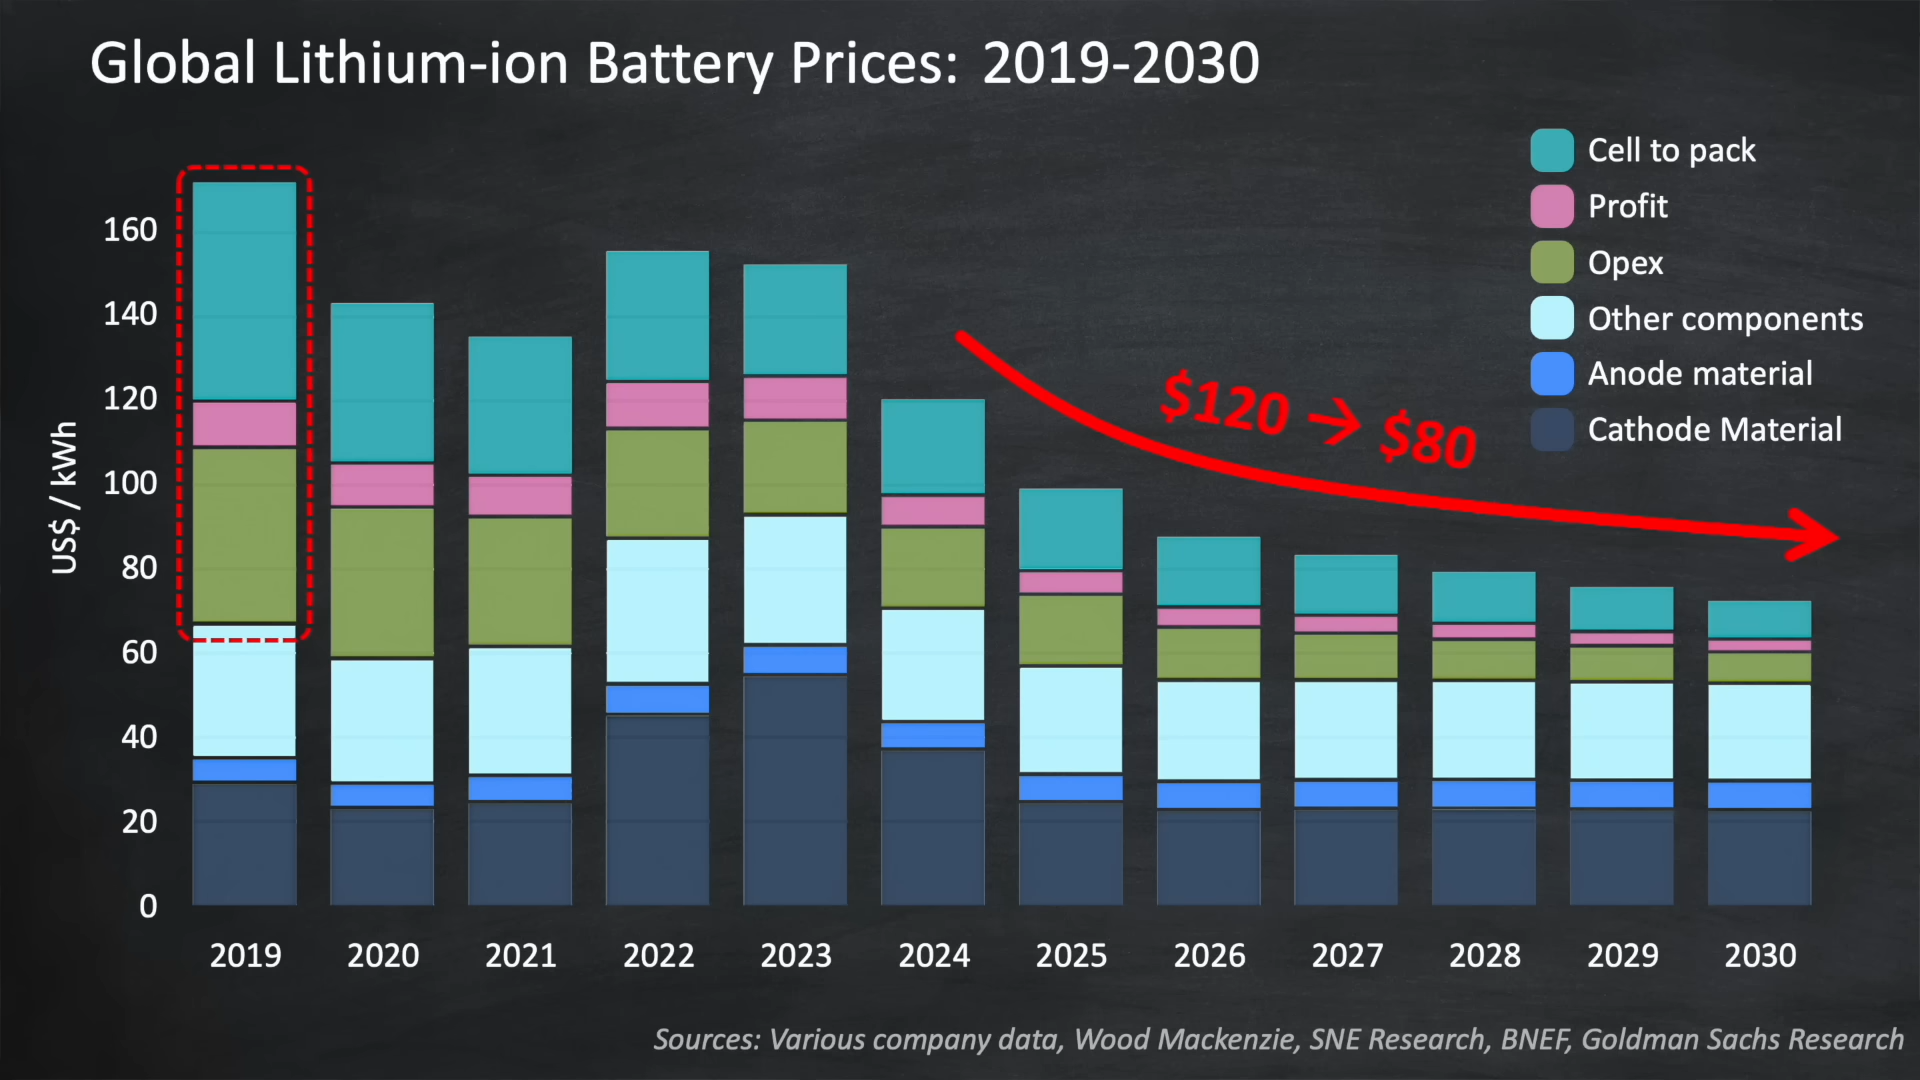 Global Lithium-ion Battery Prices: 2019-2030
Cell to pack
Profit
Opex
Other components
Anode material
Cathode Material
$120 → $80
US$ / kWh
160
140
120
100
80
60
40
20
0
2019 2020 2021 2022 2023 2024 2025 2026 2027 2028 2029 2030
Sources: Various company data, Wood Mackenzie, SNE Research, BNEF, Goldman Sachs Research